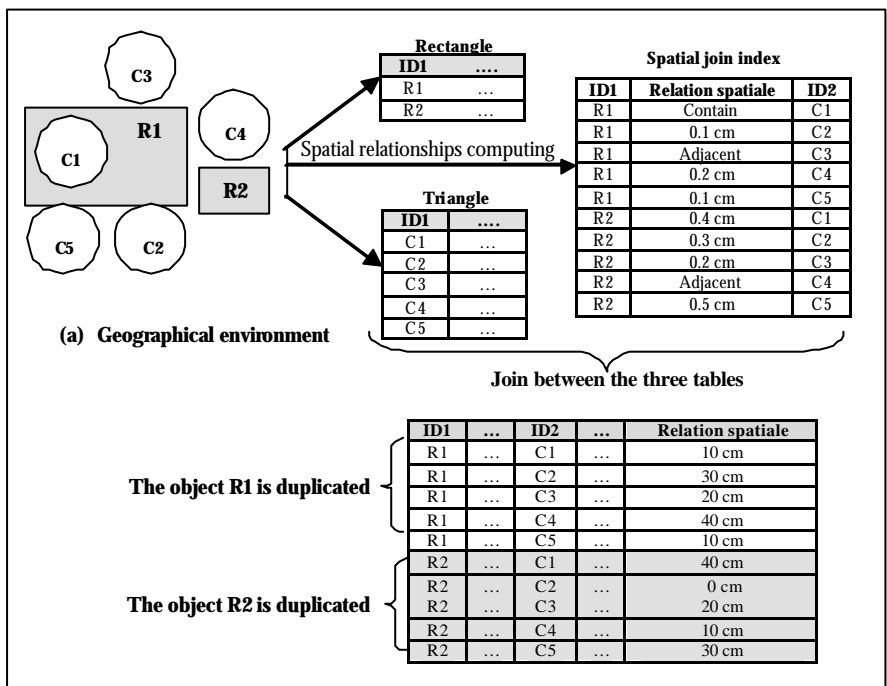 C3
R1
C1
C4
R2
C5
C2
(a) Geographical environment
Rectangle
ID1 ….
R1 …
R2 …
Spatial relationships computing
Triangle
ID1 ….
C1 …
C2 …
C3 …
C4 …
C5 …
Spatial join index
ID1 Relation spatiale ID2
R1 Contain C1
R1 0.1 cm C2
R1 Adjacent C3
R1 0.2 cm C4
R1 0.1 cm C5
R2 0.4 cm C1
R2 0.3 cm C2
R2 0.2 cm C3
R2 Adjacent C4
R2 0.5 cm C5
Join between the three tables
The object R1 is duplicated
The object R2 is duplicated
ID1 … ID2 … Relation spatiale
R1 … C1 … 10 cm
R1 … C2 … 30 cm
R1 … C3 … 20 cm
R1 … C4 … 40 cm
R1 … C5 … 10 cm
R2 … C1 … 40 cm
R2 … C2 … 0 cm
R2 … C3 … 20 cm
R2 … C4 … 10 cm
R2 … C5 … 30 cm